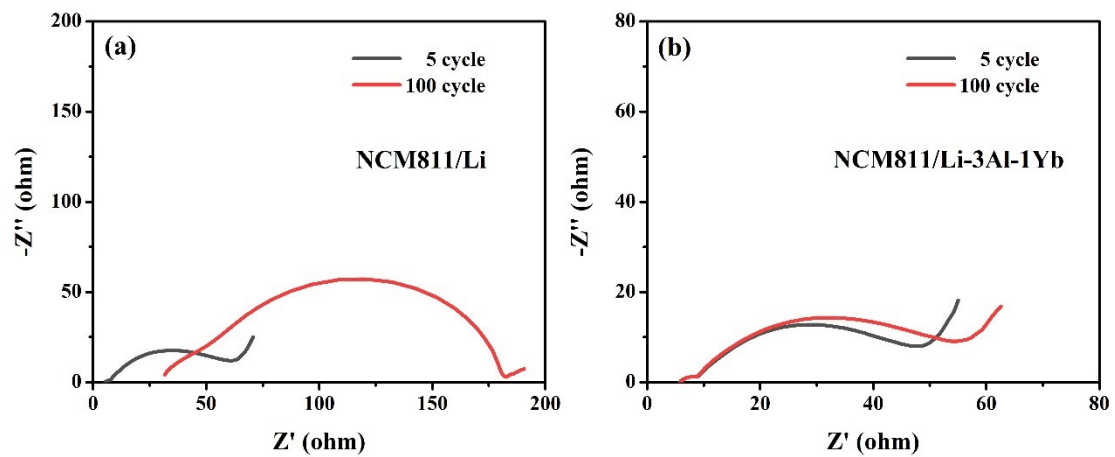 (a)
5 cycle
100 cycle
NCM811/Li
200
150
100
50
0
-Z'' (ohm)
0 50 100 150 200
Z' (ohm)
(b)
5 cycle
100 cycle
NCM811/Li-3Al-1Yb
80
60
40
20
0
-Z'' (ohm)
0 20 40 60 80
Z' (ohm)